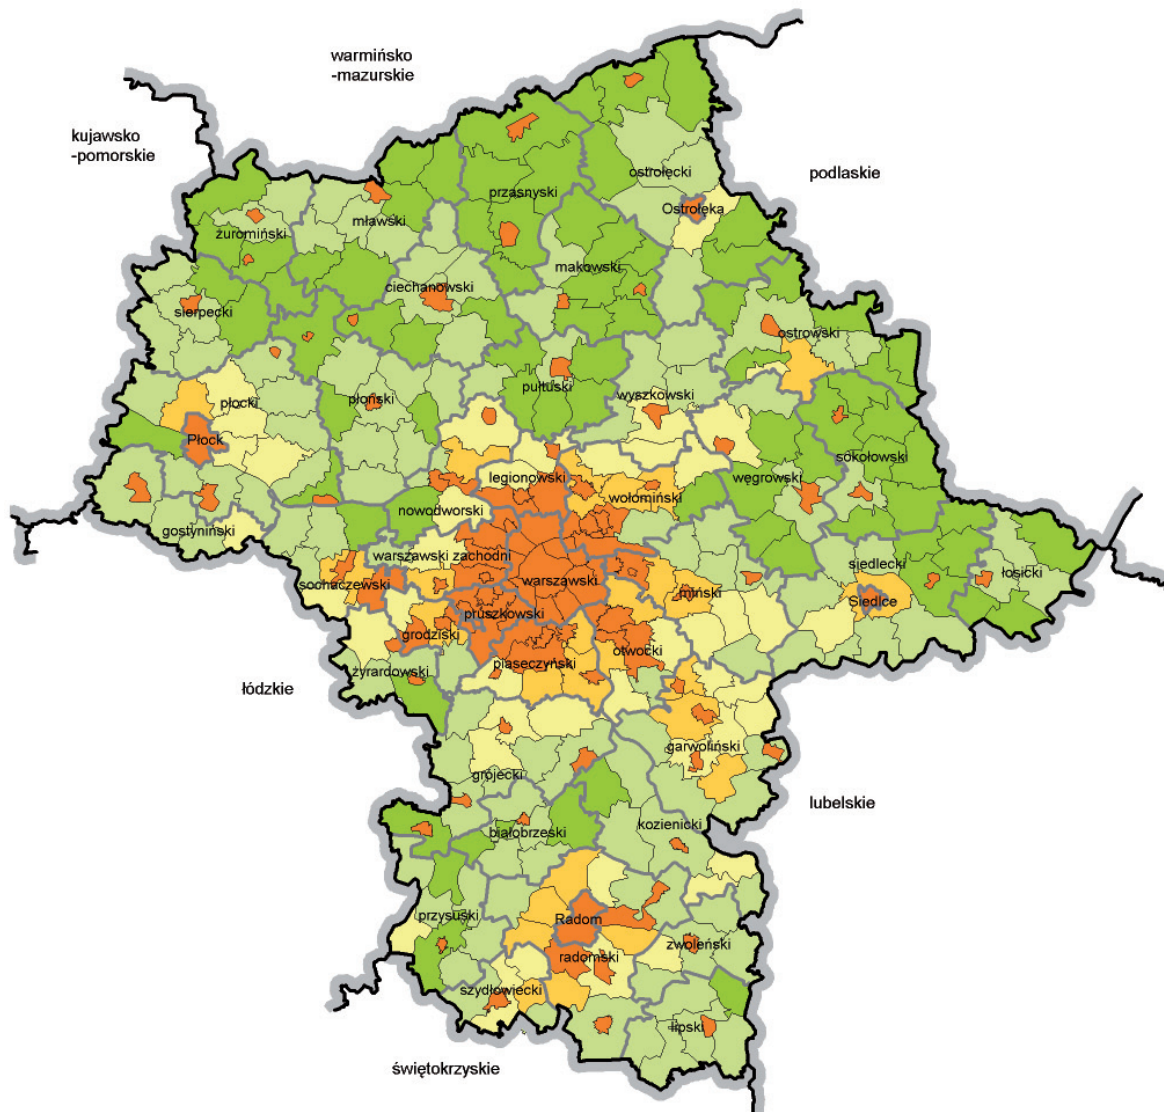 warmińsko
-mazurskie
kujawsko
-pomorskie
podlaskie
ostrołęcki
przasnyski
Ostrołęka
mławski
żuromiński
makowski
ciechanowski
sierpecki
ostrowski
pułtuski
wyszkowski
płocki
płoński
Płock
sokołowski
legionowski
węgrowski
wołomiński
nowodworski
gostyniński
warszawski zachodni
siedlecki
łosicki
sochaczewski
warszawski
miński
Siedlce
pruszkowski
grodziski
otwocki
piaseczyński
żyrardowski
łódzkie
garwoliński
grójecki
lubelskie
kozienicki
białobrzeski
przysuski
Radom
zwoleński
radomski
szydłowiecki
lipski
świętokrzyskie